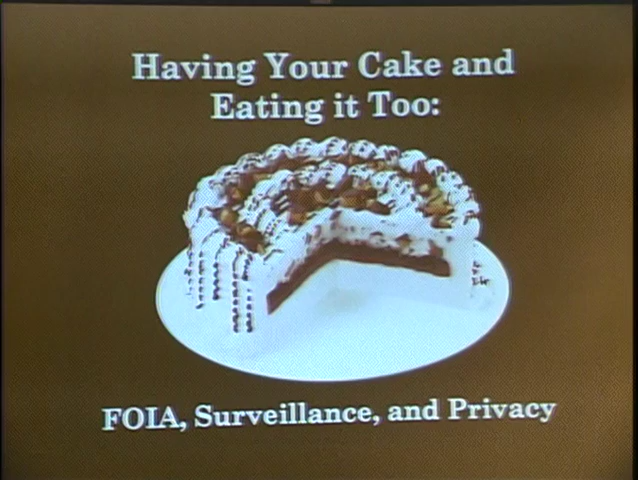 Having Your Cake and
Eating it Too:
FOIA, Surveillance, and Privacy